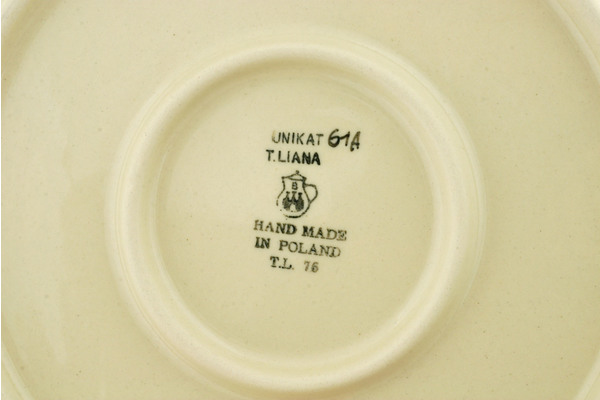 UNIKAT 61A
T.LIANA
B
HAND MADE
IN POLAND
T.L. 76